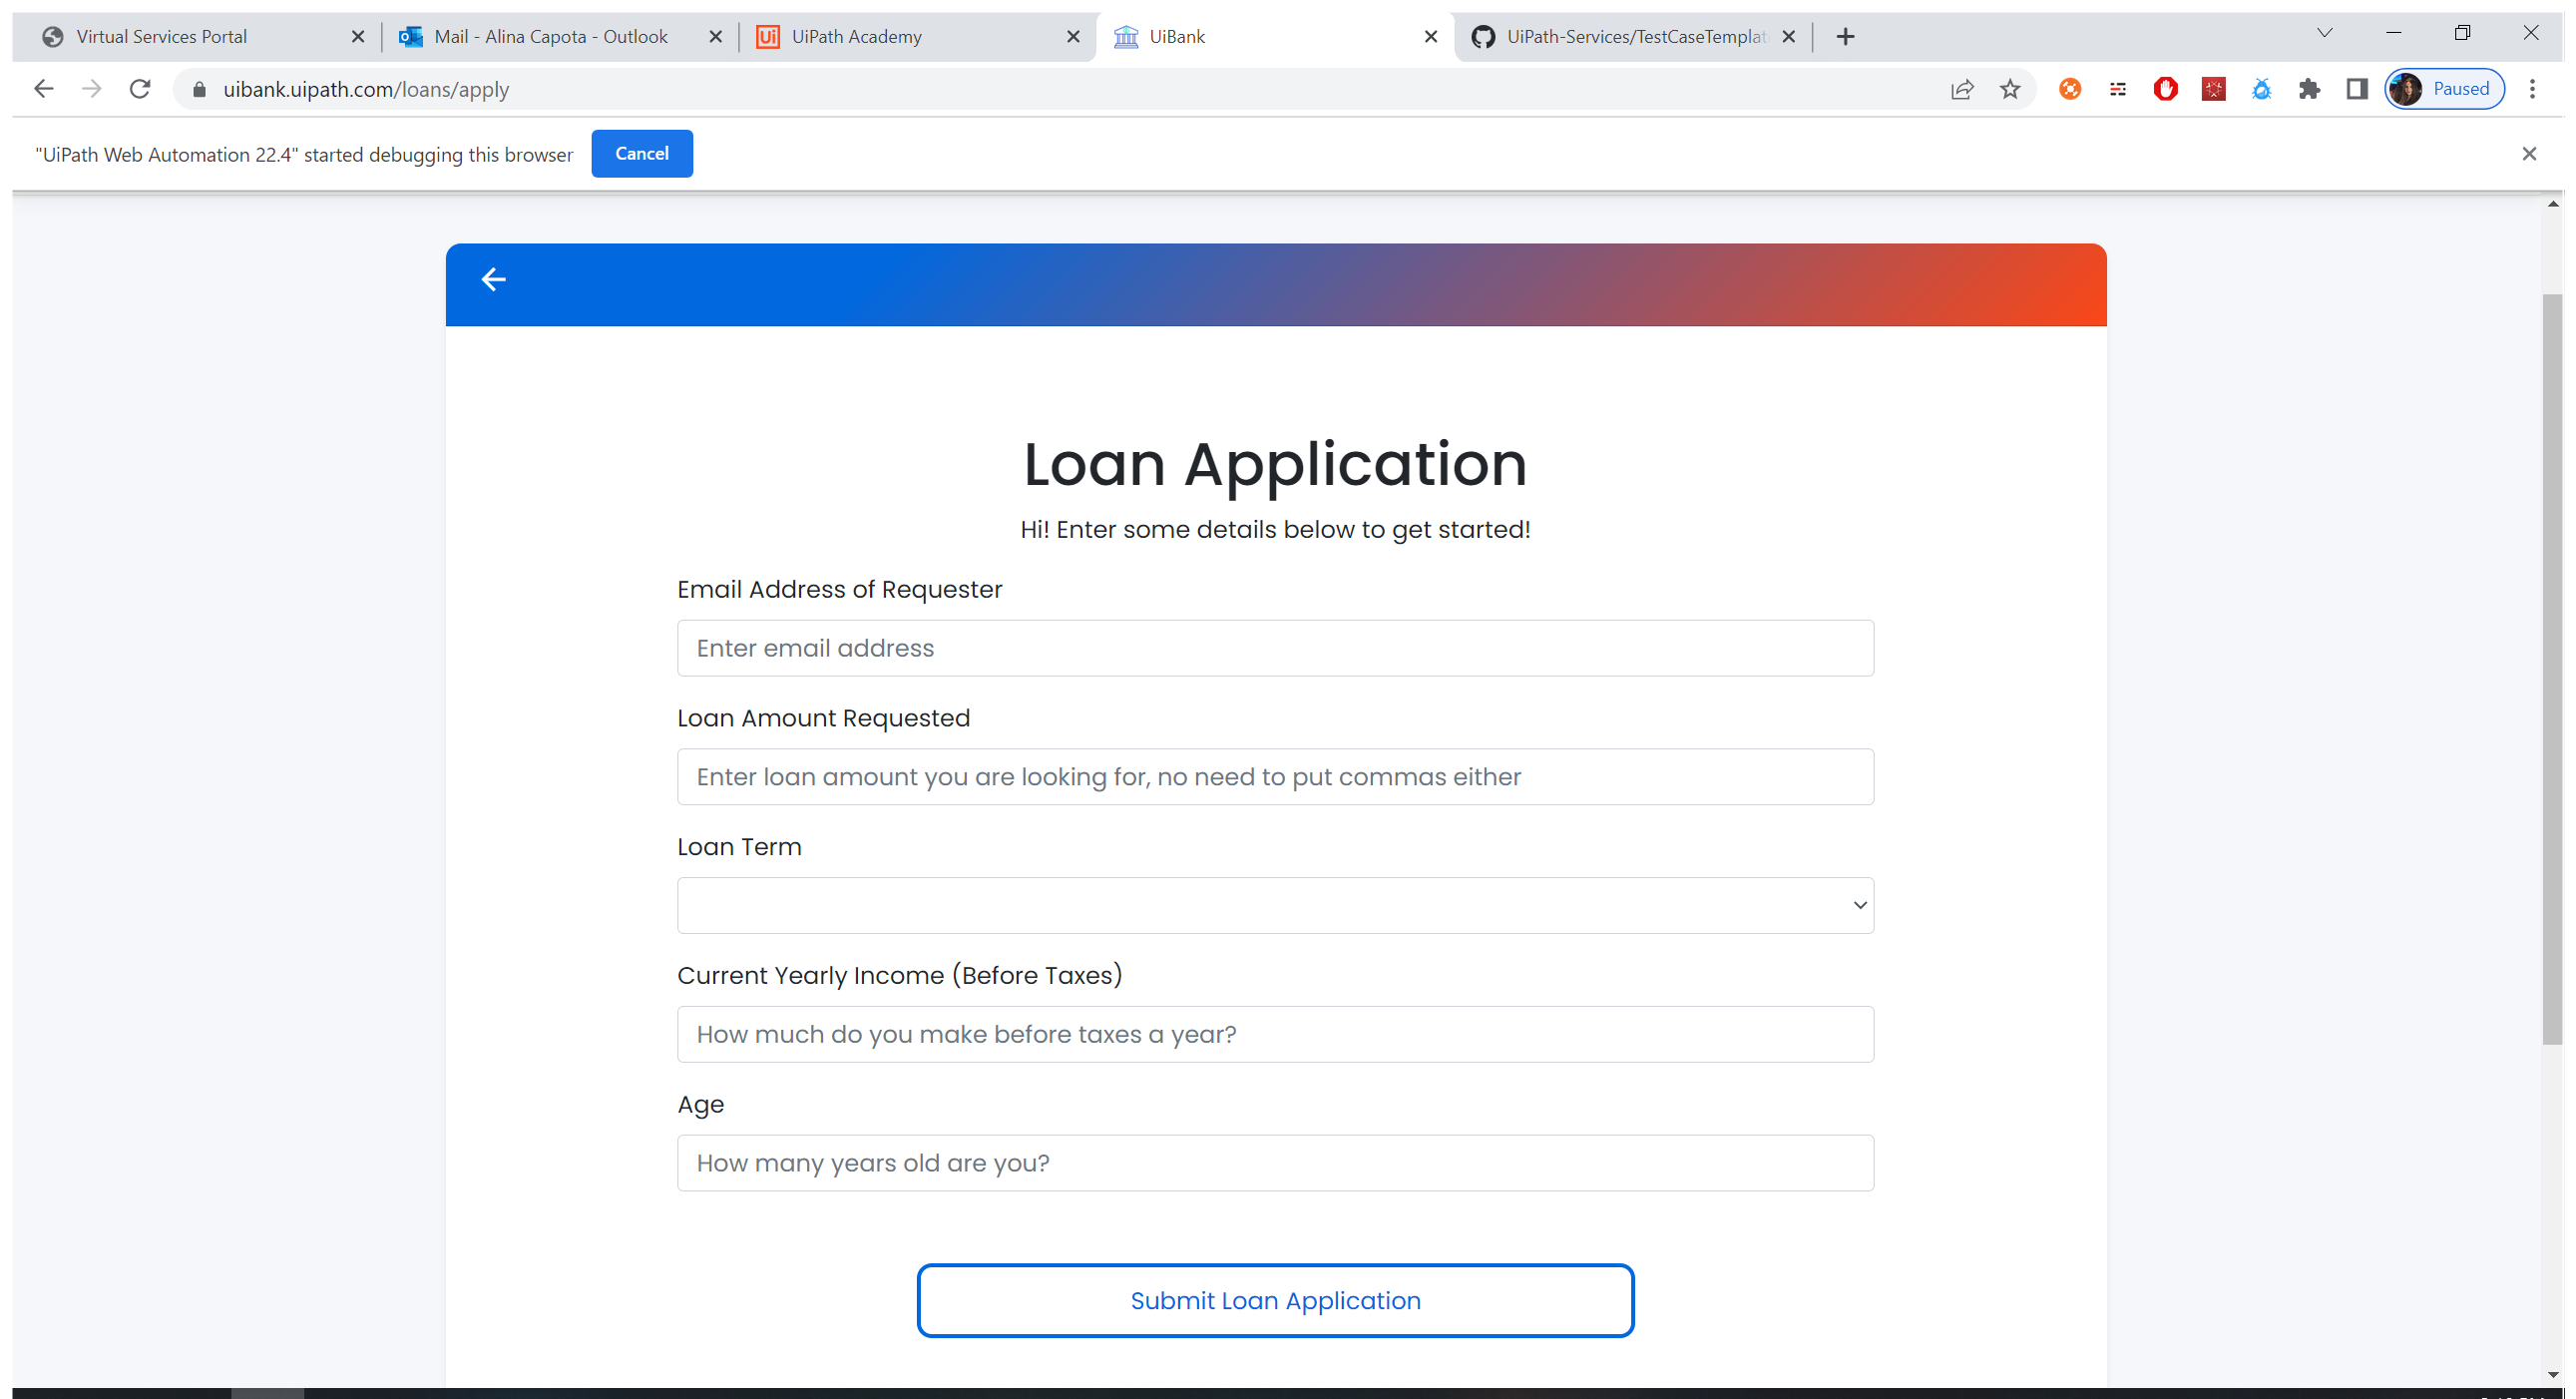 Virtual Services Portal
Mail - Alina Capota - Outlook
Ui UiPath Academy
UiBank
UiPath-Services/TestCaseTemplat
uibank.uipath.com/loans/apply
Paused
"UiPath Web Automation 22.4" started debugging this browser
Cancel
Loan Application
Hi! Enter some details below to get started!
Email Address of Requester
Enter email address
Loan Amount Requested
Enter loan amount you are looking for, no need to put commas either
Loan Term
Current Yearly Income (Before Taxes)
How much do you make before taxes a year?
Age
How many years old are you?
Submit Loan Application